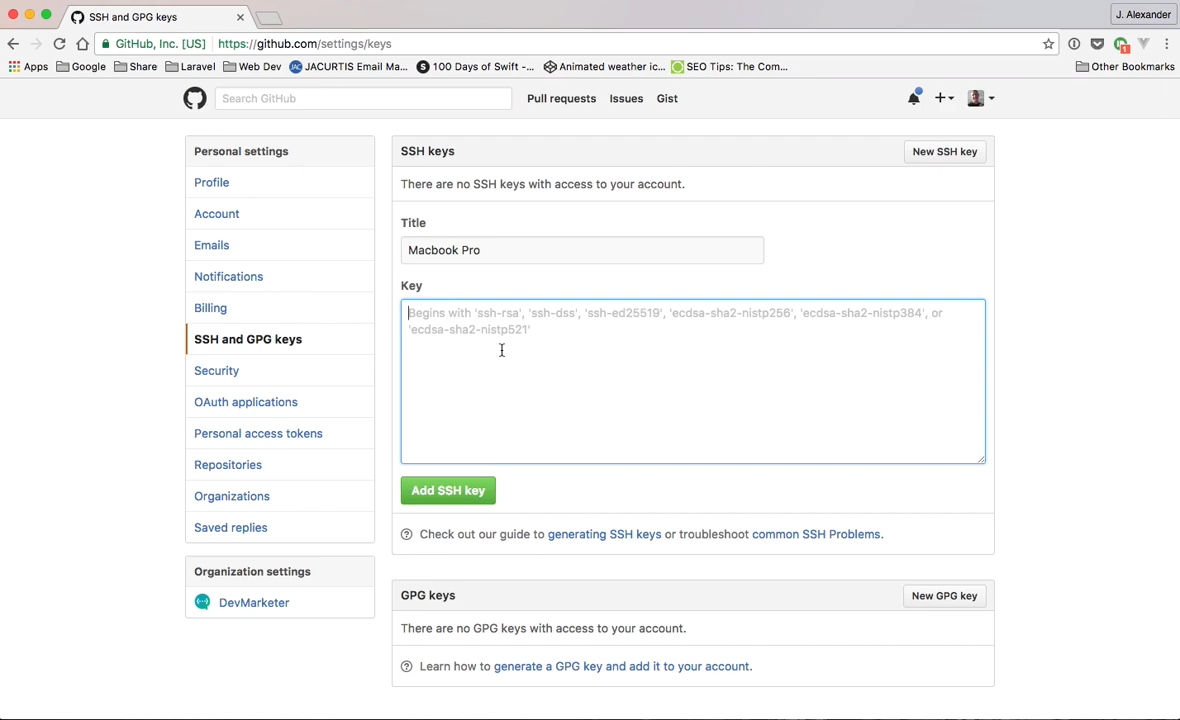 SSH and GPG keys
J. Alexander
GitHub, Inc. [US] https://github.com/settings/keys
1
Apps Google Share Laravel Web Dev JACURTIS Email Ma... 100 Days of Swift -... Animated weather ic... SEO Tips: The Com... Other Bookmarks
Search GitHub Pull requests Issues Gist
Personal settings
Profile
Account
Emails
Notifications
Billing
SSH and GPG keys
Security
OAuth applications
Personal access tokens
Repositories
Organizations
Saved replies
Organization settings
DevMarketer
SSH keys New SSH key
There are no SSH keys with access to your account.
Title
Macbook Pro
Key
Begins with 'ssh-rsa', 'ssh-dss', 'ssh-ed25519', 'ecdsa-sha2-nistp256', 'ecdsa-sha2-nistp384', or
'ecdsa-sha2-nistp521'
Add SSH key
Check out our guide to generating SSH keys or troubleshoot common SSH Problems.
GPG keys New GPG key
There are no GPG keys with access to your account.
Learn how to generate a GPG key and add it to your account.